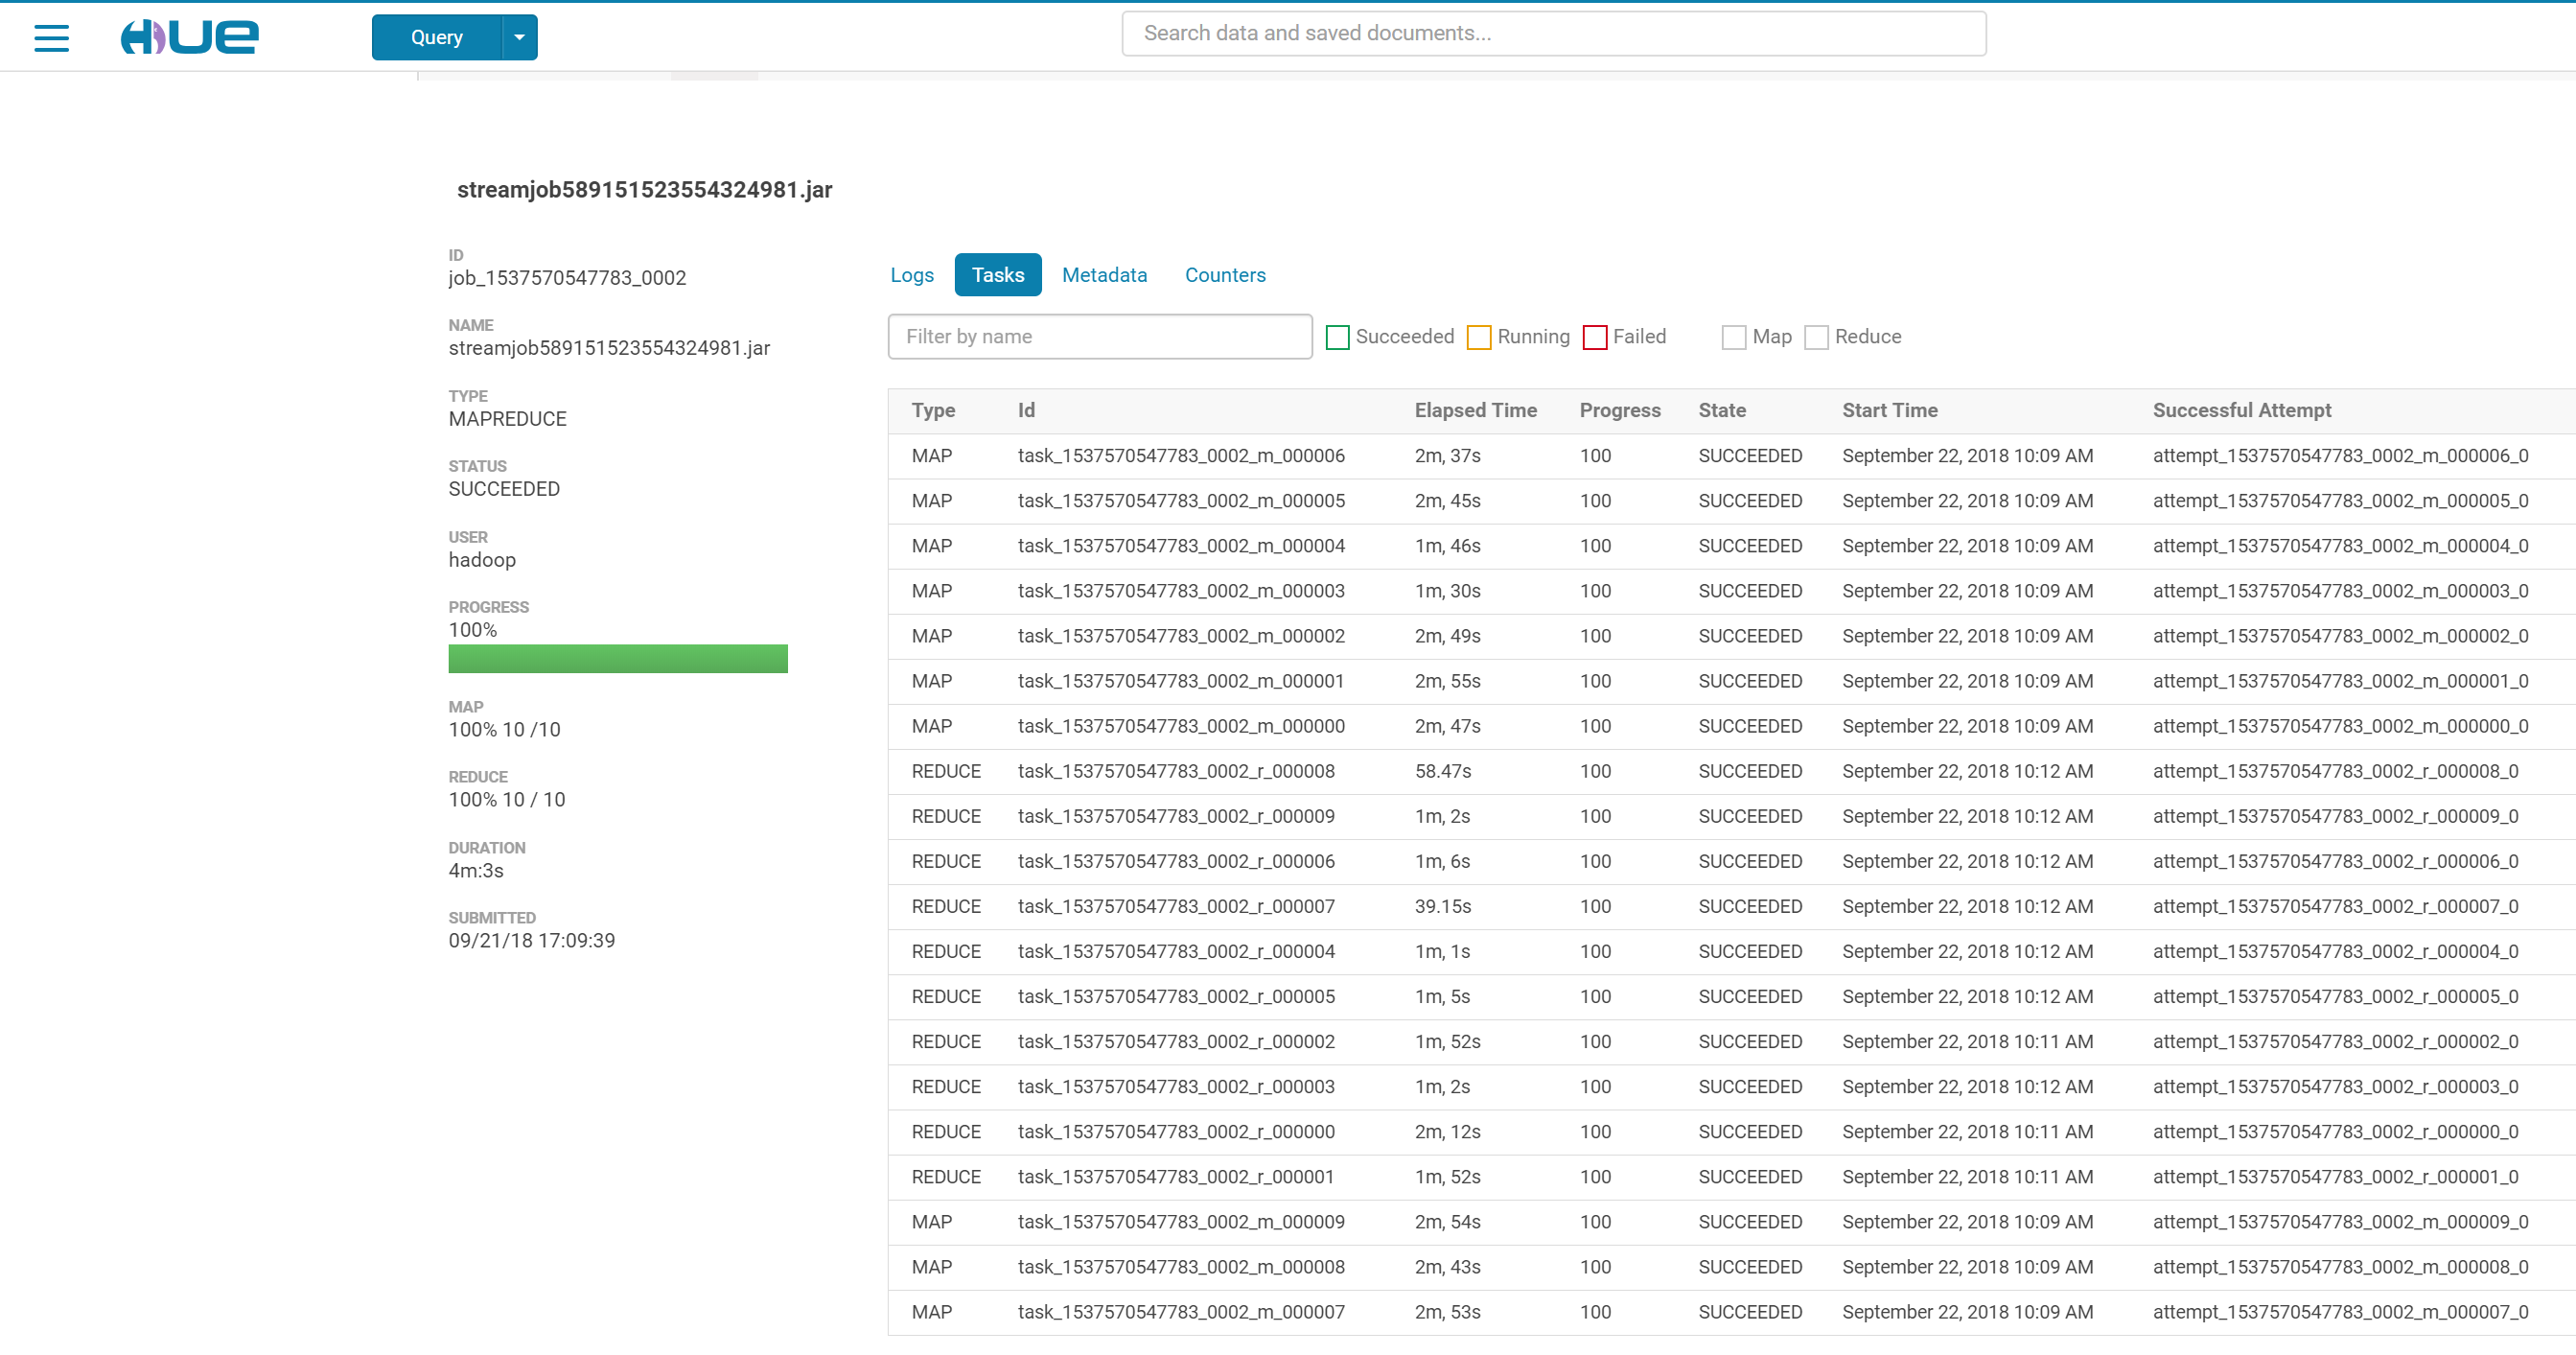 HUE
Query
Search data and saved documents...
streamjob589151523554324981.jar
ID
job_1537570547783_0002
NAME
streamjob589151523554324981.jar
TYPE
MAPREDUCE
STATUS
SUCCEEDED
USER
hadoop
PROGRESS
100%
MAP
100% 10 /10
REDUCE
100% 10 / 10
DURATION
4m:3s
SUBMITTED
09/21/18 17:09:39
Logs Tasks Metadata Counters
Filter by name Succeeded Running Failed Map Reduce
Type Id Elapsed Time Progress State Start Time Successful Attempt
MAP task_1537570547783_0002_m_000006 2m, 37s 100 SUCCEEDED September 22, 2018 10:09 AM attempt_1537570547783_0002_m_000006_0
MAP task_1537570547783_0002_m_000005 2m, 45s 100 SUCCEEDED September 22, 2018 10:09 AM attempt_1537570547783_0002_m_000005_0
MAP task_1537570547783_0002_m_000004 1m, 46s 100 SUCCEEDED September 22, 2018 10:09 AM attempt_1537570547783_0002_m_000004_0
MAP task_1537570547783_0002_m_000003 1m, 30s 100 SUCCEEDED September 22, 2018 10:09 AM attempt_1537570547783_0002_m_000003_0
MAP task_1537570547783_0002_m_000002 2m, 49s 100 SUCCEEDED September 22, 2018 10:09 AM attempt_1537570547783_0002_m_000002_0
MAP task_1537570547783_0002_m_000001 2m, 55s 100 SUCCEEDED September 22, 2018 10:09 AM attempt_1537570547783_0002_m_000001_0
MAP task_1537570547783_0002_m_000000 2m, 47s 100 SUCCEEDED September 22, 2018 10:09 AM attempt_1537570547783_0002_m_000000_0
REDUCE task_1537570547783_0002_r_000008 58.47s 100 SUCCEEDED September 22, 2018 10:12 AM attempt_1537570547783_0002_r_000008_0
REDUCE task_1537570547783_0002_r_000009 1m, 2s 100 SUCCEEDED September 22, 2018 10:12 AM attempt_1537570547783_0002_r_000009_0
REDUCE task_1537570547783_0002_r_000006 1m, 6s 100 SUCCEEDED September 22, 2018 10:12 AM attempt_1537570547783_0002_r_000006_0
REDUCE task_1537570547783_0002_r_000007 39.15s 100 SUCCEEDED September 22, 2018 10:12 AM attempt_1537570547783_0002_r_000007_0
REDUCE task_1537570547783_0002_r_000004 1m, 1s 100 SUCCEEDED September 22, 2018 10:12 AM attempt_1537570547783_0002_r_000004_0
REDUCE task_1537570547783_0002_r_000005 1m, 5s 100 SUCCEEDED September 22, 2018 10:12 AM attempt_1537570547783_0002_r_000005_0
REDUCE task_1537570547783_0002_r_000002 1m, 52s 100 SUCCEEDED September 22, 2018 10:11 AM attempt_1537570547783_0002_r_000002_0
REDUCE task_1537570547783_0002_r_000003 1m, 2s 100 SUCCEEDED September 22, 2018 10:12 AM attempt_1537570547783_0002_r_000003_0
REDUCE task_1537570547783_0002_r_000000 2m, 12s 100 SUCCEEDED September 22, 2018 10:11 AM attempt_1537570547783_0002_r_000000_0
REDUCE task_1537570547783_0002_r_000001 1m, 52s 100 SUCCEEDED September 22, 2018 10:11 AM attempt_1537570547783_0002_r_000001_0
MAP task_1537570547783_0002_m_000009 2m, 54s 100 SUCCEEDED September 22, 2018 10:09 AM attempt_1537570547783_0002_m_000009_0
MAP task_1537570547783_0002_m_000008 2m, 43s 100 SUCCEEDED September 22, 2018 10:09 AM attempt_1537570547783_0002_m_000008_0
MAP task_1537570547783_0002_m_000007 2m, 53s 100 SUCCEEDED September 22, 2018 10:09 AM attempt_1537570547783_0002_m_000007_0